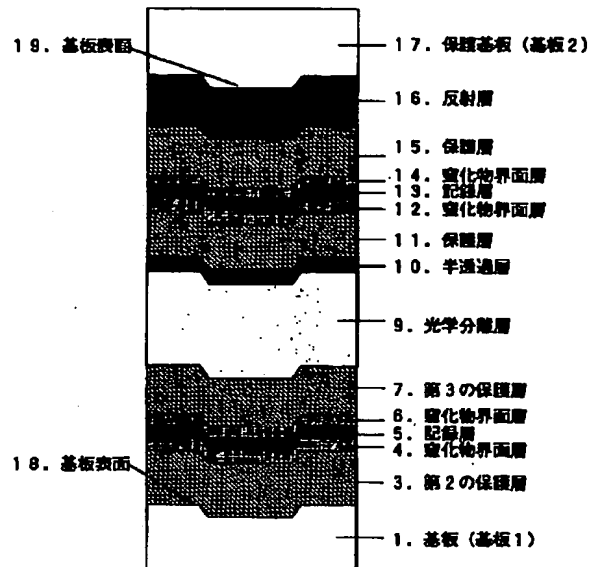 19. 基板表面
17. 保護基板（基板2）
16. 反射層
15. 保護層
14. 窒化物界面層
13. 記録層
12. 窒化物界面層
11. 保護層
10. 半透過層
9. 光学分離層
7. 第3の保護層
6. 窒化物界面層
5. 記録層
4. 窒化物界面層
18. 基板表面
3. 第2の保護層
1. 基板（基板1）